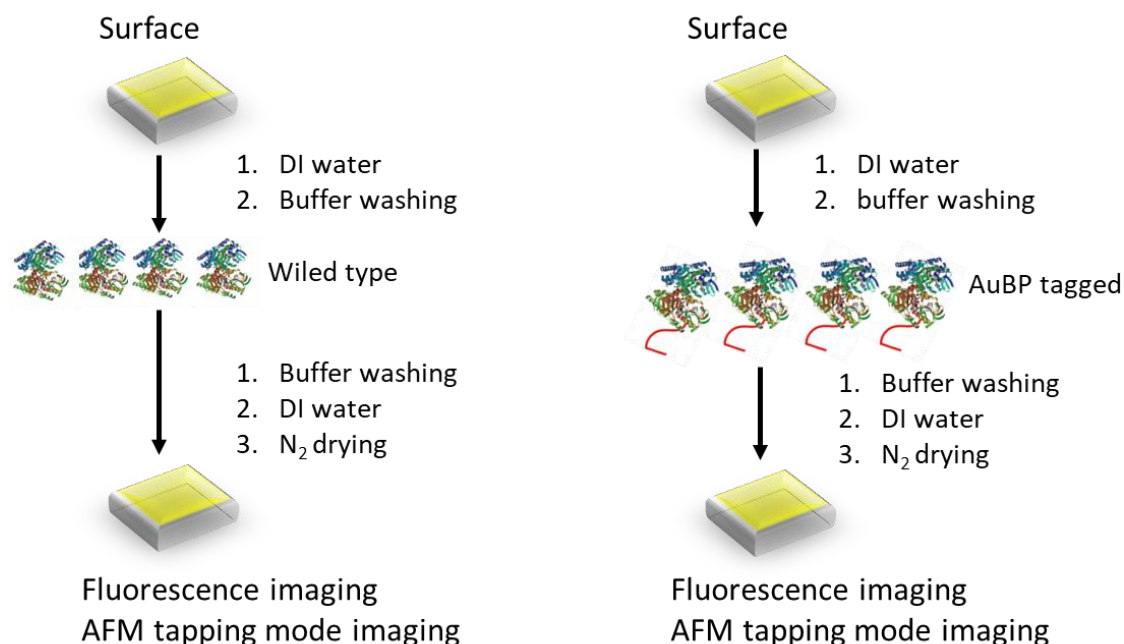 Surface
1. DI water
2. Buffer washing
Wiled type
1. Buffer washing
2. DI water
3. N₂ drying
Fluorescence imaging
AFM tapping mode imaging
Surface
1. DI water
2. buffer washing
AuBP tagged
1. Buffer washing
2. DI water
3. N₂ drying
Fluorescence imaging
AFM tapping mode imaging